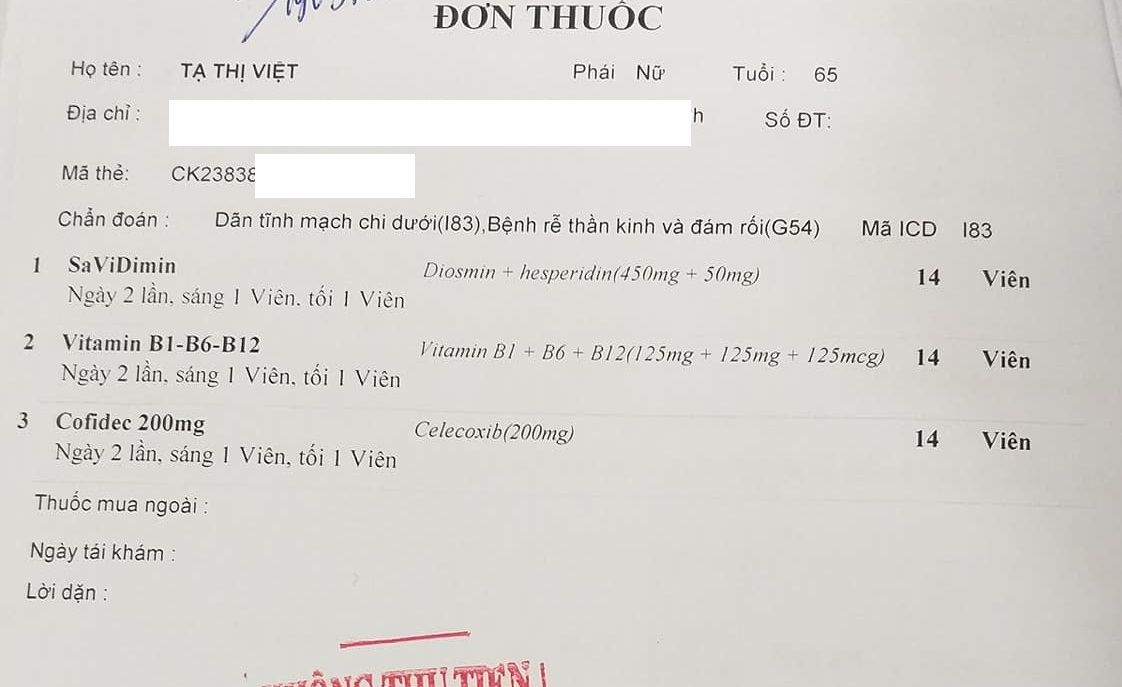 ĐƠN THUỐC
Họ tên : TẠ THỊ VIỆT Phái Nữ Tuổi : 65
Địa chỉ : h Số ĐT:
Mã thẻ: CK23838
Chẩn đoán : Dãn tĩnh mạch chi dưới(I83),Bệnh rễ thần kinh và đám rối(G54) Mã ICD I83
1 SaViDimin Diosmin + hesperidin(450mg + 50mg) 14 Viên
Ngày 2 lần, sáng 1 Viên. tối 1 Viên
2 Vitamin B1-B6-B12 Vitamin B1 + B6 + B12(125mg + 125mg + 125mcg) 14 Viên
Ngày 2 lần, sáng 1 Viên, tối 1 Viên
3 Cofidec 200mg Celecoxib(200mg) 14 Viên
Ngày 2 lần, sáng 1 Viên, tối 1 Viên
Thuốc mua ngoài :
Ngày tái khám :
Lời dặn :
THU TIỀN